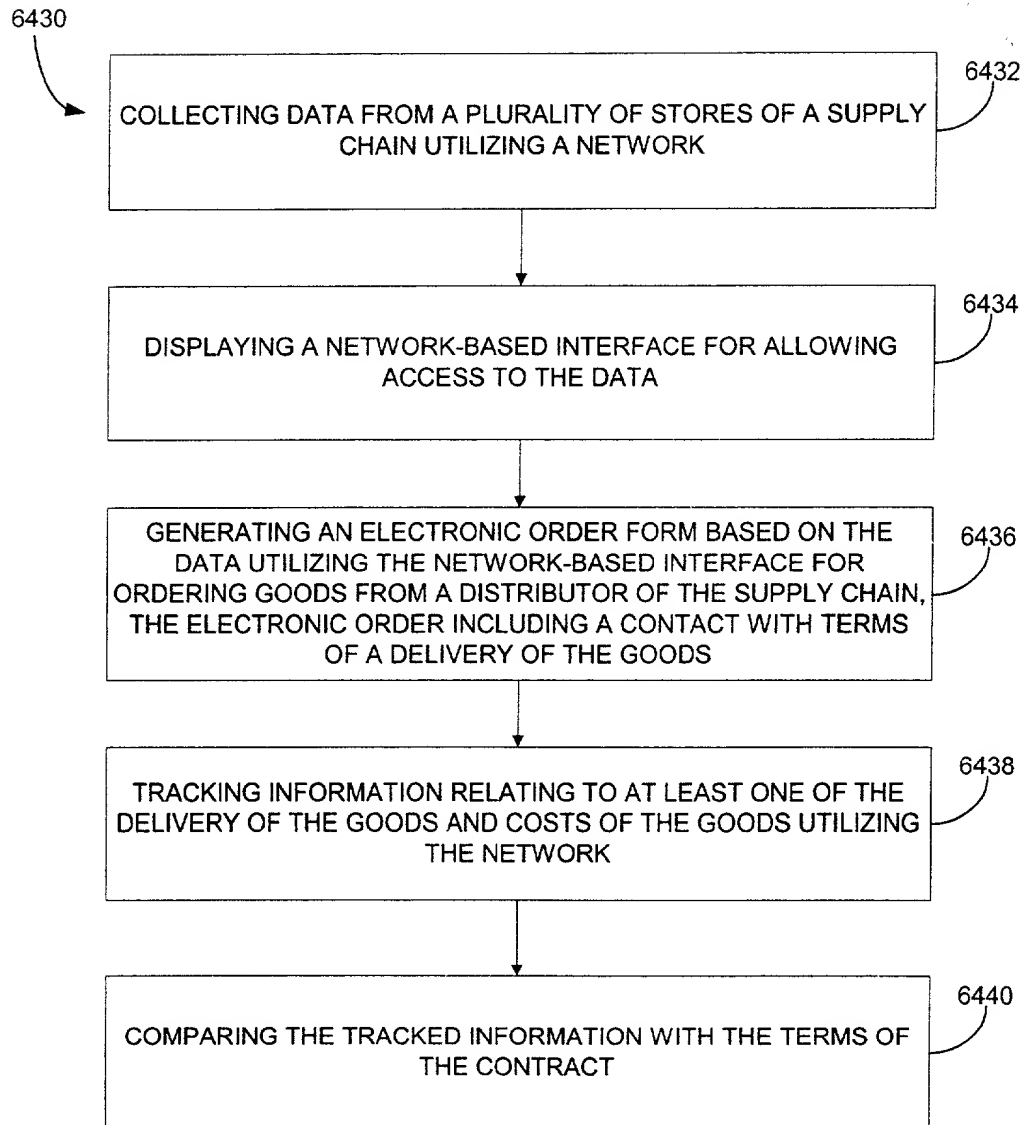 6430
6432
COLLECTING DATA FROM A PLURALITY OF STORES OF A SUPPLY
CHAIN UTILIZING A NETWORK
6434
DISPLAYING A NETWORK-BASED INTERFACE FOR ALLOWING
ACCESS TO THE DATA
6436
GENERATING AN ELECTRONIC ORDER FORM BASED ON THE
DATA UTILIZING THE NETWORK-BASED INTERFACE FOR
ORDERING GOODS FROM A DISTRIBUTOR OF THE SUPPLY CHAIN,
THE ELECTRONIC ORDER INCLUDING A CONTACT WITH TERMS
OF A DELIVERY OF THE GOODS
6438
TRACKING INFORMATION RELATING TO AT LEAST ONE OF THE
DELIVERY OF THE GOODS AND COSTS OF THE GOODS UTILIZING
THE NETWORK
6440
COMPARING THE TRACKED INFORMATION WITH THE TERMS OF
THE CONTRACT